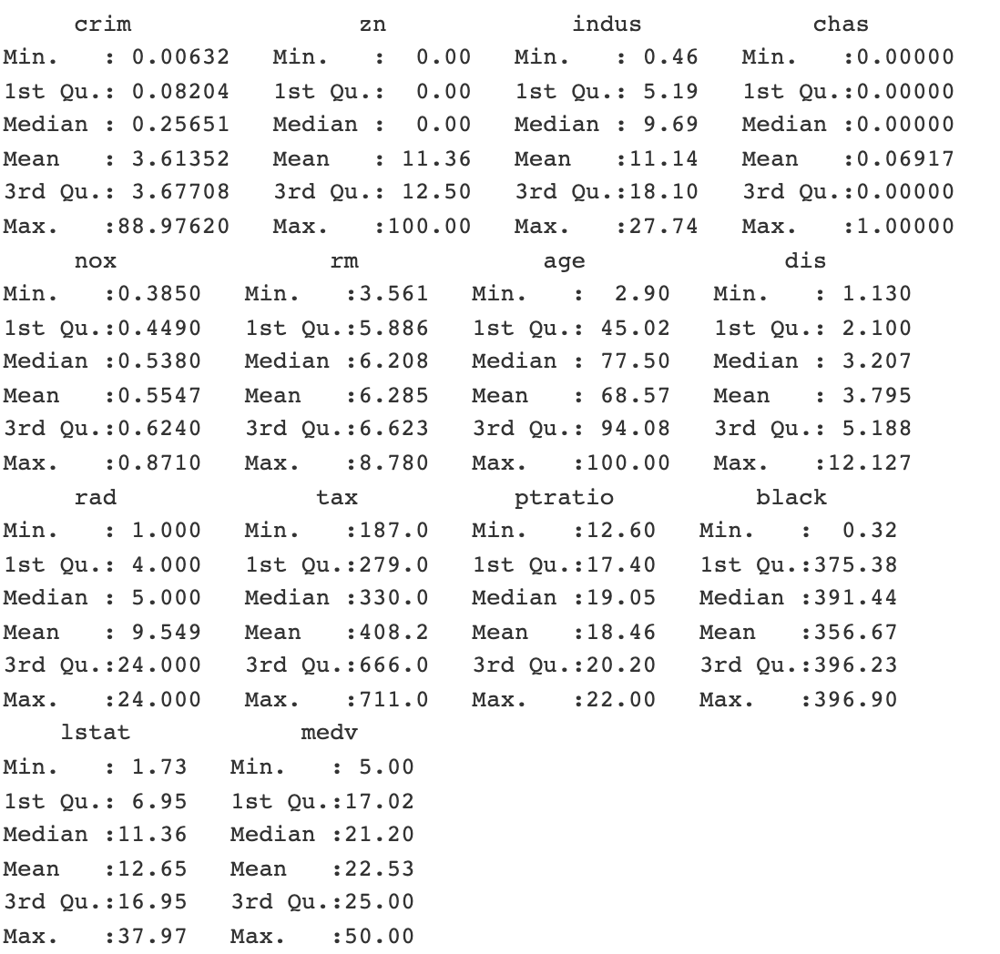 crim                zn             indus            chas
Min.   : 0.00632   Min.   :  0.00   Min.   : 0.46   Min.   :0.00000
1st Qu.: 0.08204   1st Qu.:  0.00   1st Qu.: 5.19   1st Qu.:0.00000
Median : 0.25651   Median :  0.00   Median : 9.69   Median :0.00000
Mean   : 3.61352   Mean   : 11.36   Mean   :11.14   Mean   :0.06917
3rd Qu.: 3.67708   3rd Qu.: 12.50   3rd Qu.:18.10   3rd Qu.:0.00000
Max.   :88.97620   Max.   :100.00   Max.   :27.74   Max.   :1.00000
     nox               rm             age              dis
Min.   :0.3850   Min.   :3.561   Min.   :  2.90   Min.   : 1.130
1st Qu.:0.4490   1st Qu.:5.886   1st Qu.: 45.02   1st Qu.: 2.100
Median :0.5380   Median :6.208   Median : 77.50   Median : 3.207
Mean   :0.5547   Mean   :6.285   Mean   : 68.57   Mean   : 3.795
3rd Qu.:0.6240   3rd Qu.:6.623   3rd Qu.: 94.08   3rd Qu.: 5.188
Max.   :0.8710   Max.   :8.780   Max.   :100.00   Max.   :12.127
     rad              tax           ptratio          black
Min.   : 1.000   Min.   :187.0   Min.   :12.60   Min.   :  0.32
1st Qu.: 4.000   1st Qu.:279.0   1st Qu.:17.40   1st Qu.:375.38
Median : 5.000   Median :330.0   Median :19.05   Median :391.44
Mean   : 9.549   Mean   :408.2   Mean   :18.46   Mean   :356.67
3rd Qu.:24.000   3rd Qu.:666.0   3rd Qu.:20.20   3rd Qu.:396.23
Max.   :24.000   Max.   :711.0   Max.   :22.00   Max.   :396.90
    lstat            medv
Min.   : 1.73   Min.   : 5.00
1st Qu.: 6.95   1st Qu.:17.02
Median :11.36   Median :21.20
Mean   :12.65   Mean   :22.53
3rd Qu.:16.95   3rd Qu.:25.00
Max.   :37.97   Max.   :50.00